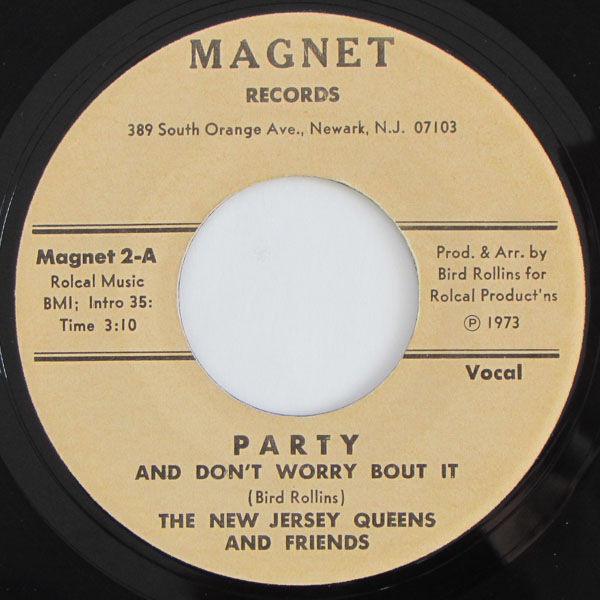 MAGNET
RECORDS
389 South Orange Ave., Newark, N.J. 07103
Magnet 2-A
Rolcal Music
BMI; Intro 35:
Time 3:10
Prod. & Arr. by
Bird Rollins for
Rolcal Product'ns
℗ 1973
Vocal
PARTY
AND DON'T WORRY BOUT IT
(Bird Rollins)
THE NEW JERSEY QUEENS
AND FRIENDS